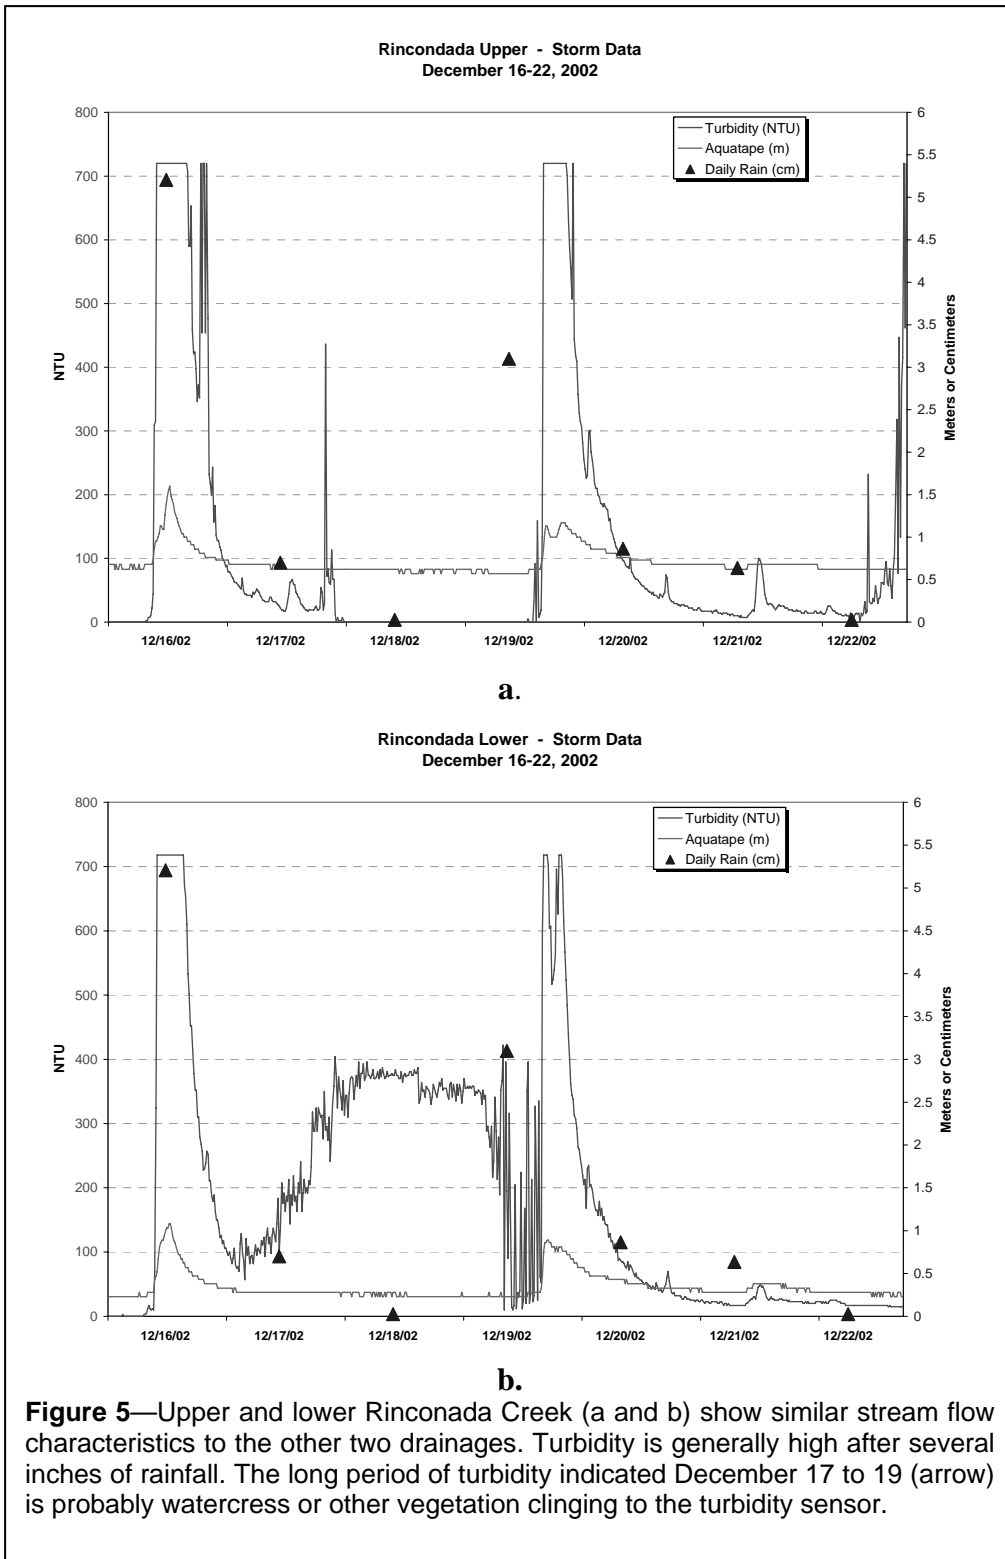 Rincondada Upper - Storm Data
December 16-22, 2002
800
700
600
500
400
300
200
100
0
NTU
6
5.5
5
4.5
4
3.5
3
2.5
2
1.5
1
0.5
0
Meters or Centimeters
Turbidity (NTU)
Aquatape (m)
Daily Rain (cm)
12/16/02 12/17/02 12/18/02 12/19/02 12/20/02 12/21/02 12/22/02
a.
Rincondada Lower - Storm Data
December 16-22, 2002
800
700
600
500
400
300
200
100
0
NTU
6
5.5
5
4.5
4
3.5
3
2.5
2
1.5
1
0.5
0
Meters or Centimeters
Turbidity (NTU)
Aquatape (m)
Daily Rain (cm)
12/16/02 12/17/02 12/18/02 12/19/02 12/20/02 12/21/02 12/22/02
b.
Figure 5—Upper and lower Rinconada Creek (a and b) show similar stream flow
characteristics to the other two drainages. Turbidity is generally high after several
inches of rainfall. The long period of turbidity indicated December 17 to 19 (arrow)
is probably watercress or other vegetation clinging to the turbidity sensor.